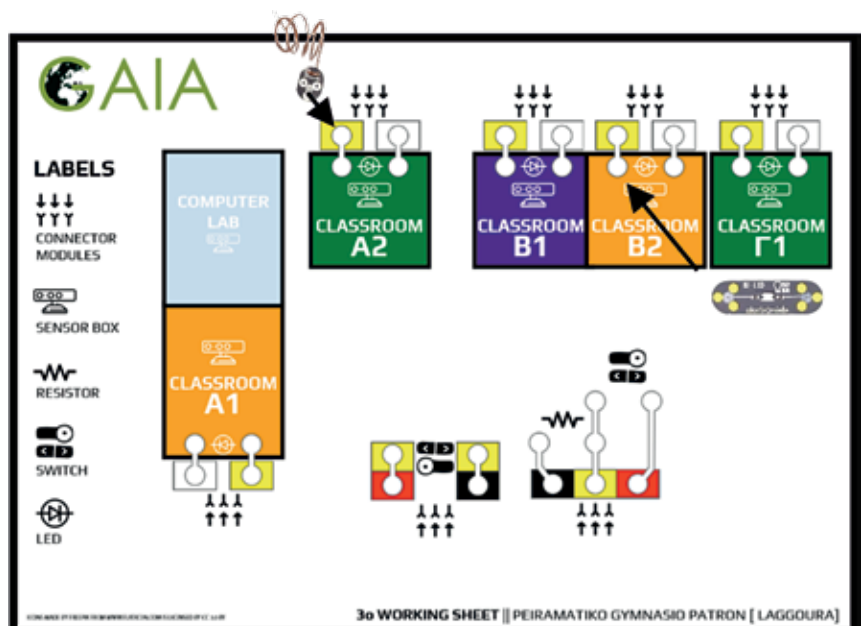 GAIA
LABELS
CONNECTOR
MODULES
SENSOR BOX
RESISTOR
SWITCH
LED
COMPUTER
LAB
CLASSROOM
A1
CLASSROOM
A2
CLASSROOM
B1
CLASSROOM
B2
CLASSROOM
Γ1
3o WORKING SHEET || PEIRAMATIKO GYMNASIO PATRON [ LAGGOURA]